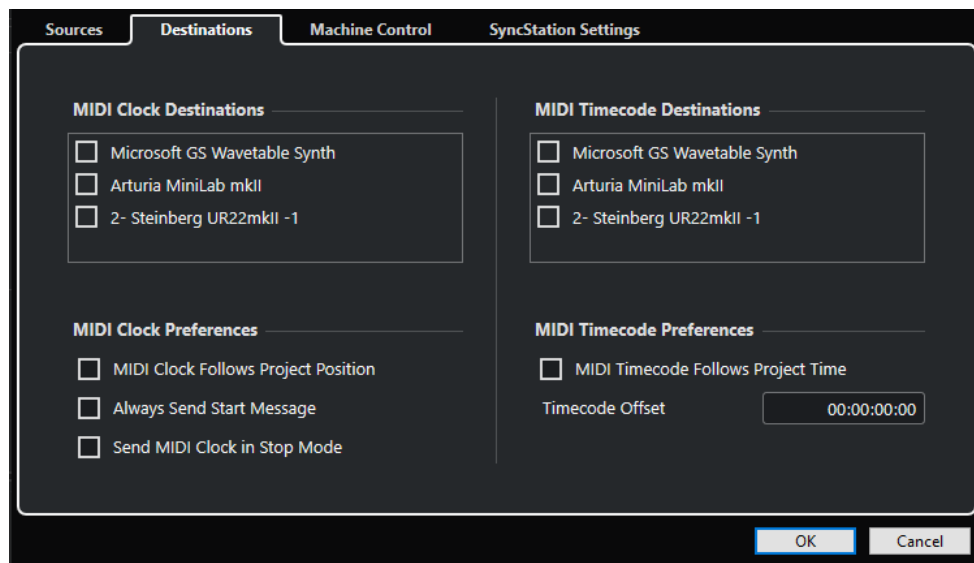 Sources
Destinations
Machine Control
SyncStation Settings
MIDI Clock Destinations
Microsoft GS Wavetable Synth
Arturia MiniLab mkII
2- Steinberg UR22mkII -1
MIDI Clock Preferences
MIDI Clock Follows Project Position
Always Send Start Message
Send MIDI Clock in Stop Mode
MIDI Timecode Destinations
Microsoft GS Wavetable Synth
Arturia MiniLab mkII
2- Steinberg UR22mkII -1
MIDI Timecode Preferences
MIDI Timecode Follows Project Time
Timecode Offset 00:00:00:00
OK
Cancel